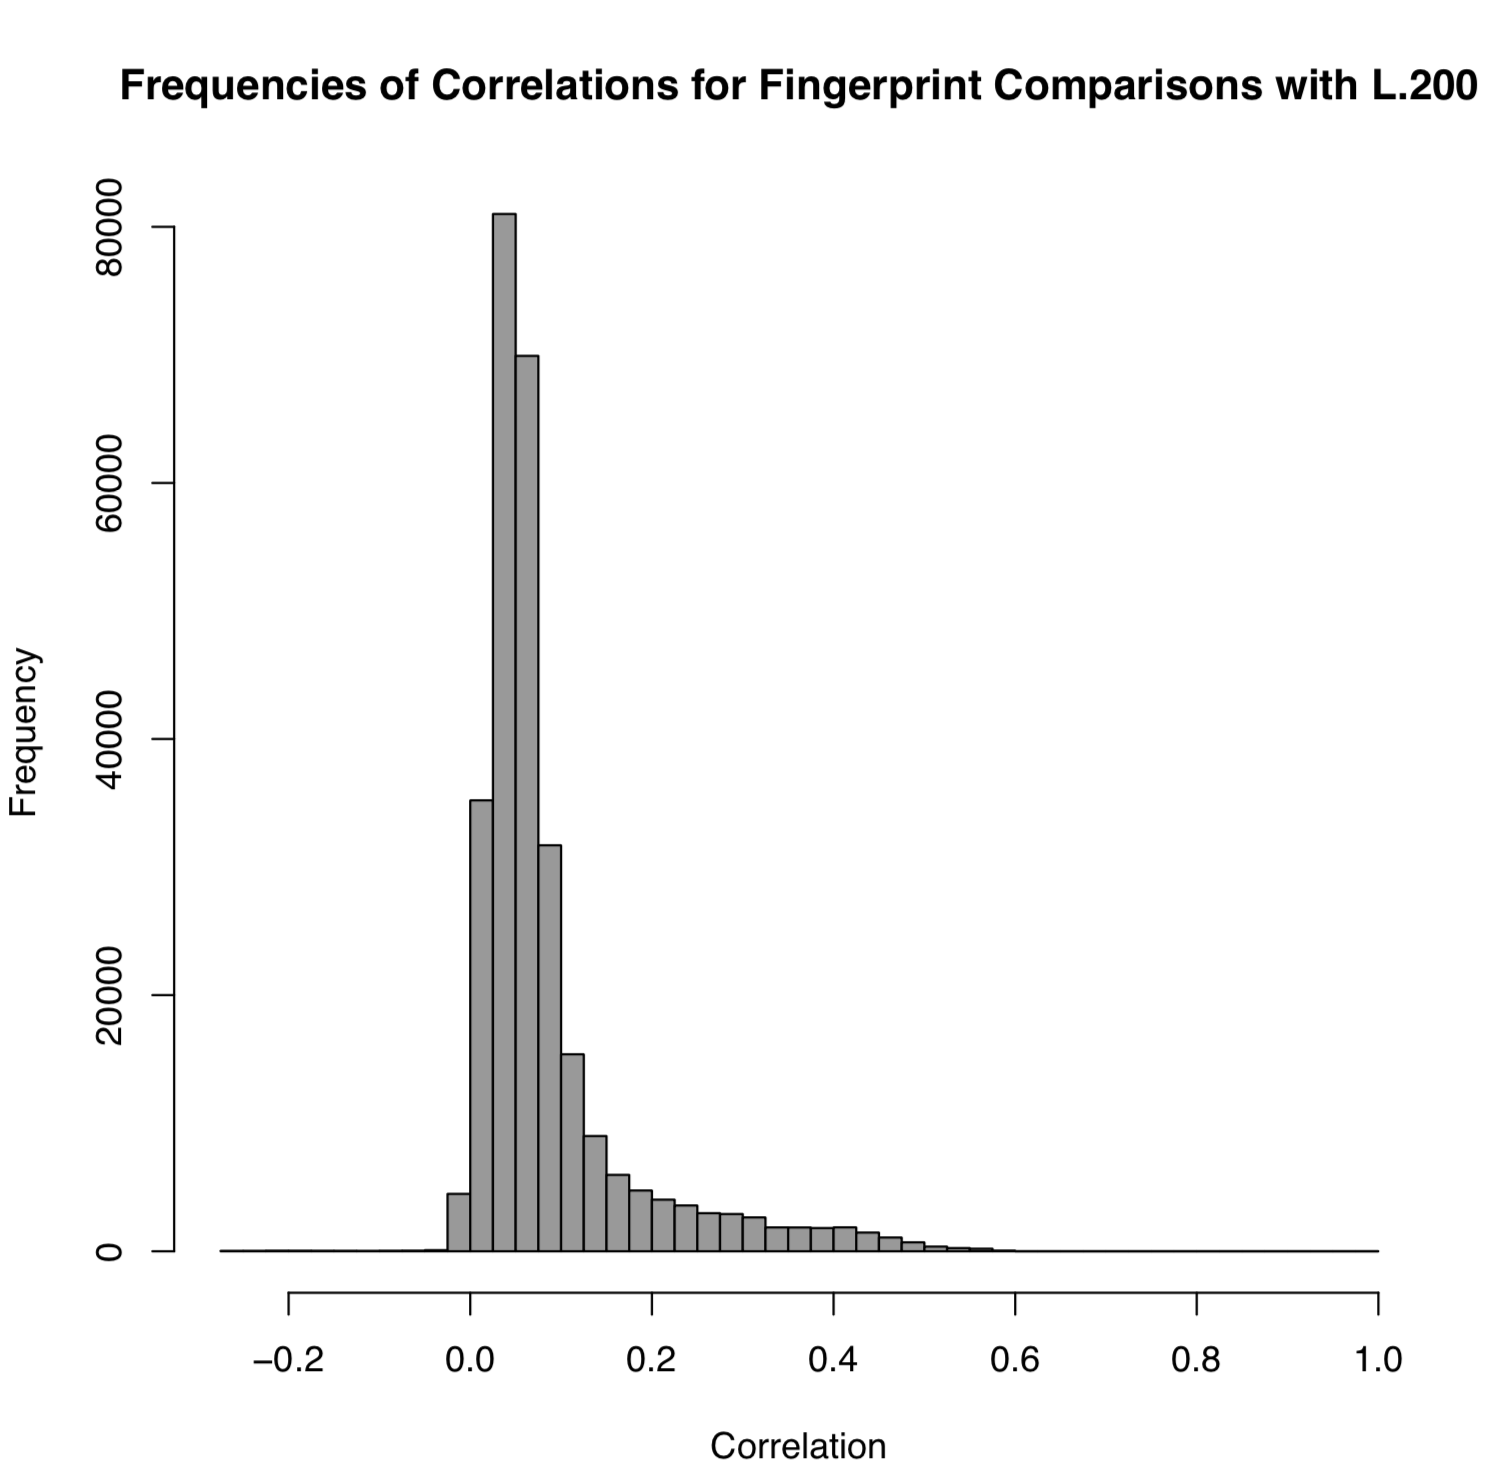 Frequencies of Correlations for Fingerprint Comparisons with L.200
80000
60000
40000
20000
0
Frequency
−0.2 0.0 0.2 0.4 0.6 0.8 1.0
Correlation